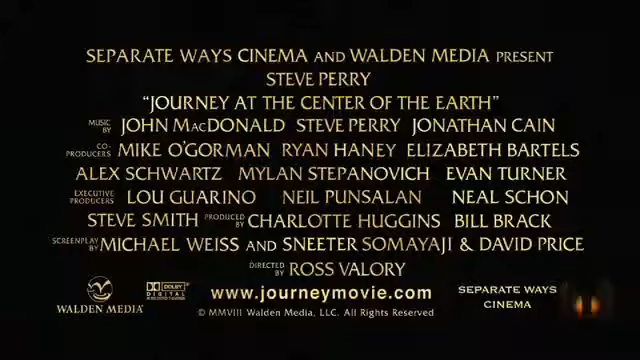 SEPARATE WAYS CINEMA AND WALDEN MEDIA PRESENT
STEVE PERRY
“JOURNEY AT THE CENTER OF THE EARTH”
MUSIC BY JOHN MACDONALD STEVE PERRY JONATHAN CAIN
CO-PRODUCERS MIKE O'GORMAN RYAN HANEY ELIZABETH BARTELS
ALEX SCHWARTZ MYLAN STEPANOVICH EVAN TURNER
EXECUTIVE PRODUCERS LOU GUARINO NEIL PUNSALAN NEAL SCHON
STEVE SMITH PRODUCED BY CHARLOTTE HUGGINS BILL BRACK
SCREENPLAY BY MICHAEL WEISS AND SNEETER SOMAYAJI & DAVID PRICE
DIRECTED BY ROSS VALORY
WALDEN MEDIA
DOLBY DIGITAL
www.journeymovie.com
© MMVIII Walden Media, LLC. All Rights Reserved
SEPARATE WAYS
CINEMA